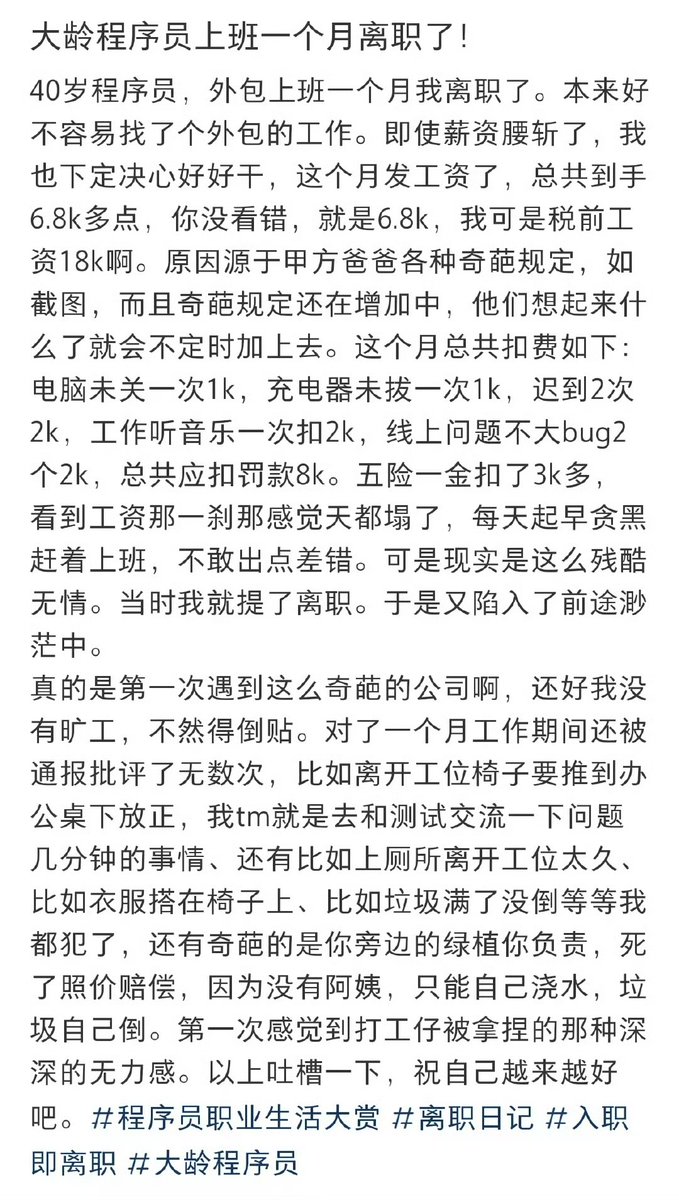 大龄程序员上班一个月离职了!
40岁程序员，外包上班一个月我离职了。本来好
不容易找了个外包的工作。即使薪资腰斩了，我
也下定决心好好干，这个月发工资了，总共到手
6.8k多点，你没看错，就是6.8k，我可是税前工
资18k啊。原因源于甲方爸爸各种奇葩规定，如
截图，而且奇葩规定还在增加中，他们想起来什
么了就会不定时加上去。这个月总共扣费如下：
电脑未关一次1k，充电器未拔一次1k，迟到2次
2k，工作听音乐一次扣2k，线上问题不大bug2
个2k，总共应扣罚款8k。五险一金扣了3k多，
看到工资那一刹那感觉天都塌了，每天起早贪黑
赶着上班，不敢出点差错。可是现实是这么残酷
无情。当时我就提了离职。于是又陷入了前途渺
茫中。
真的是第一次遇到这么奇葩的公司啊，还好我没
有旷工，不然得倒贴。对了一个月工作期间还被
通报批评了无数次，比如离开工位椅子要推到办
公桌下放正，我tm就是去和测试交流一下问题
几分钟的事情、还有比如上厕所离开工位太久、
比如衣服搭在椅子上、比如垃圾满了没倒等等我
都犯了，还有奇葩的是你旁边的绿植你负责，死
了照价赔偿，因为没有阿姨，只能自己浇水，垃
圾自己倒。第一次感觉到打工仔被拿捏的那种深
深的无力感。以上吐槽一下，祝自己越来越好
吧。#程序员职业生活大赏 #离职日记 #入职
即离职 #大龄程序员